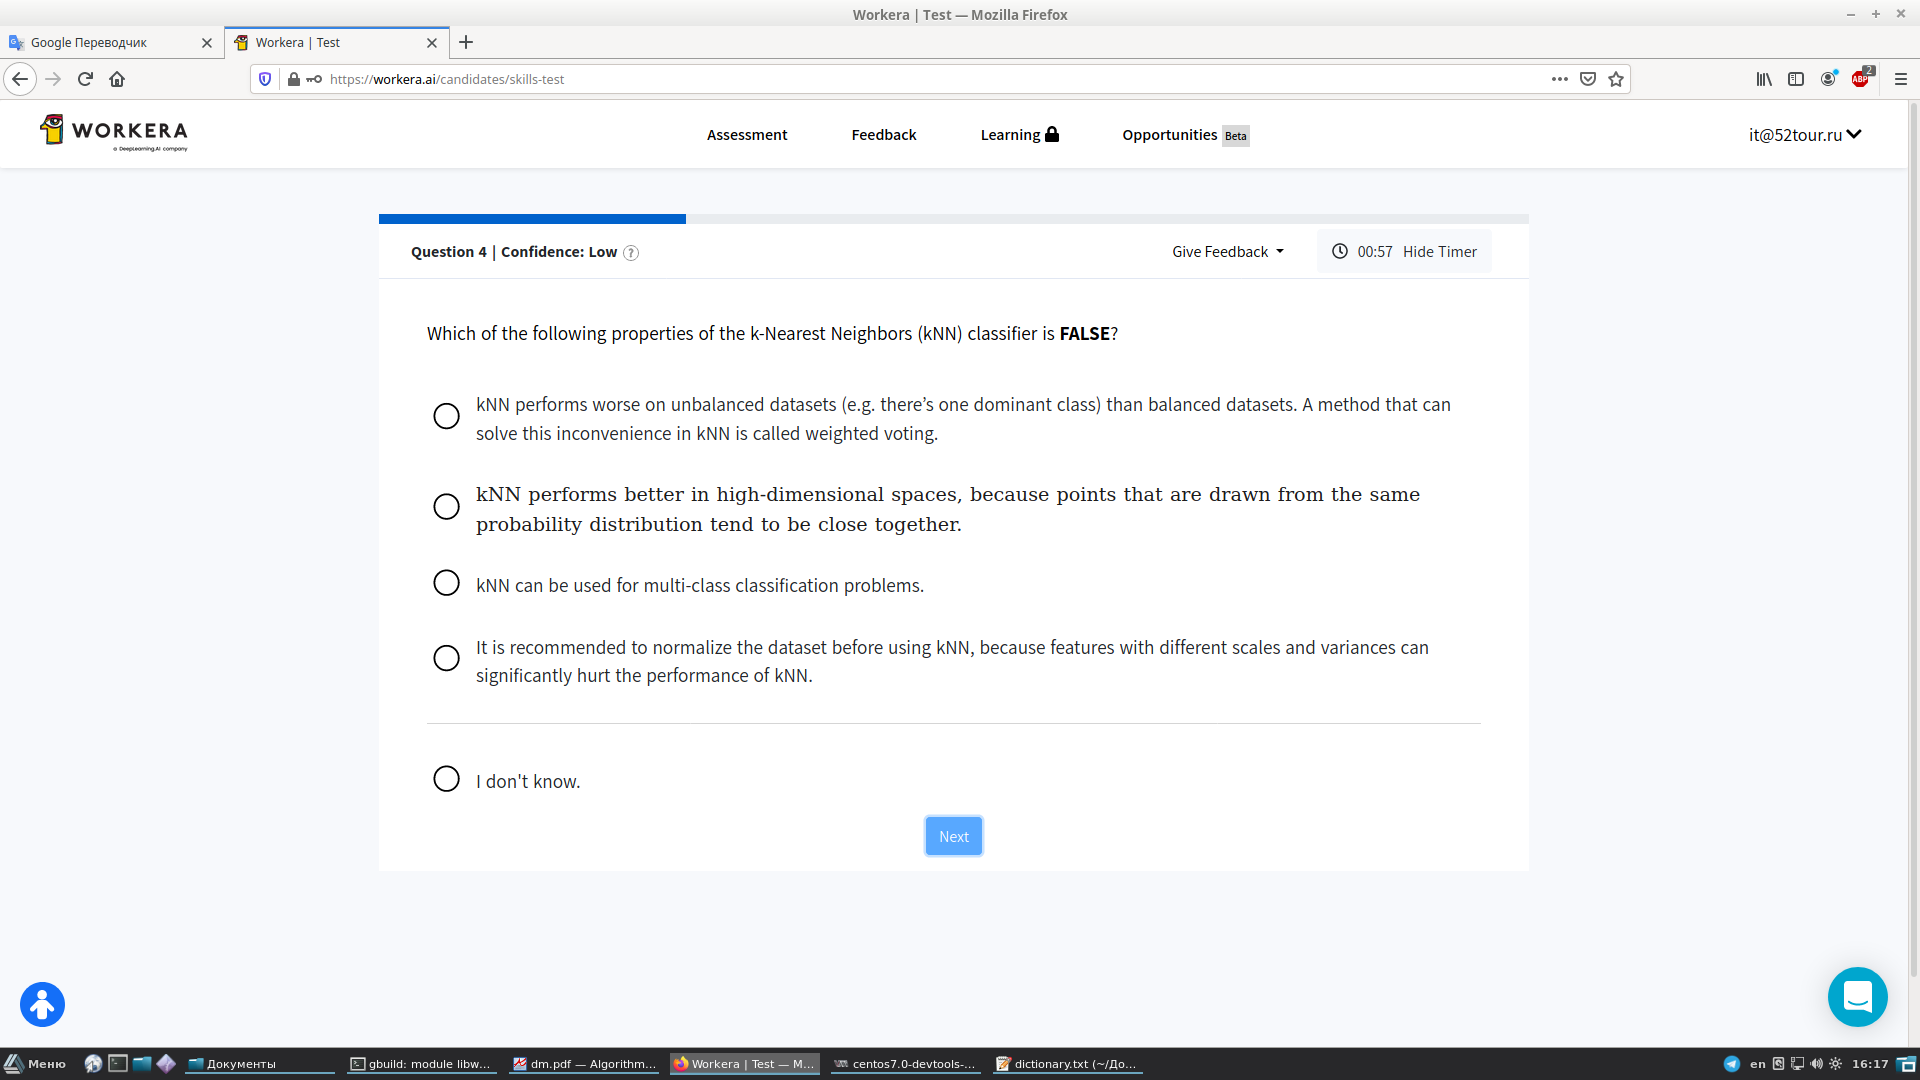 Workera | Test — Mozilla Firefox
Google Переводчик
Workera | Test
https://workera.ai/candidates/skills-test
ABP
2
WORKERA
a DeepLearning.AI company
Assessment
Feedback
Learning
Opportunities Beta
it@52tour.ru
Question 4 | Confidence: Low ?
Give Feedback
00:57 Hide Timer
Which of the following properties of the k-Nearest Neighbors (kNN) classifier is FALSE?
kNN performs worse on unbalanced datasets (e.g. there’s one dominant class) than balanced datasets. A method that can
solve this inconvenience in kNN is called weighted voting.
kNN performs better in high-dimensional spaces, because points that are drawn from the same
probability distribution tend to be close together.
kNN can be used for multi-class classification problems.
It is recommended to normalize the dataset before using kNN, because features with different scales and variances can
significantly hurt the performance of kNN.
I don't know.
Next
Меню
Документы
gbuild: module libw...
dm.pdf — Algorithm...
Workera | Test — M...
centos7.0-devtools-...
dictionary.txt (~/До...
en
16:17